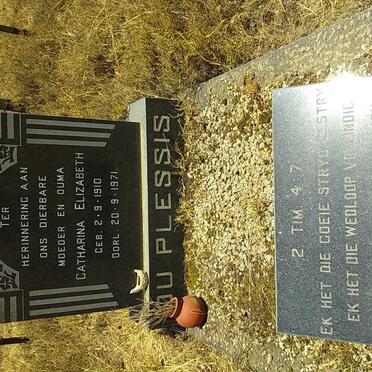 TER
HERINNERING AAN
ONS DIERBARE
MOEDER EN OUMA
CATHARINA ELIZABETH
GEB. 2-9-1910
OORL. 20-9-1971
DU PLESSIS
2 TIM 4 7
EK HET DIE GOEIE STRYD GESTRY
EK HET DIE WEDLOOP VOLEINDIG